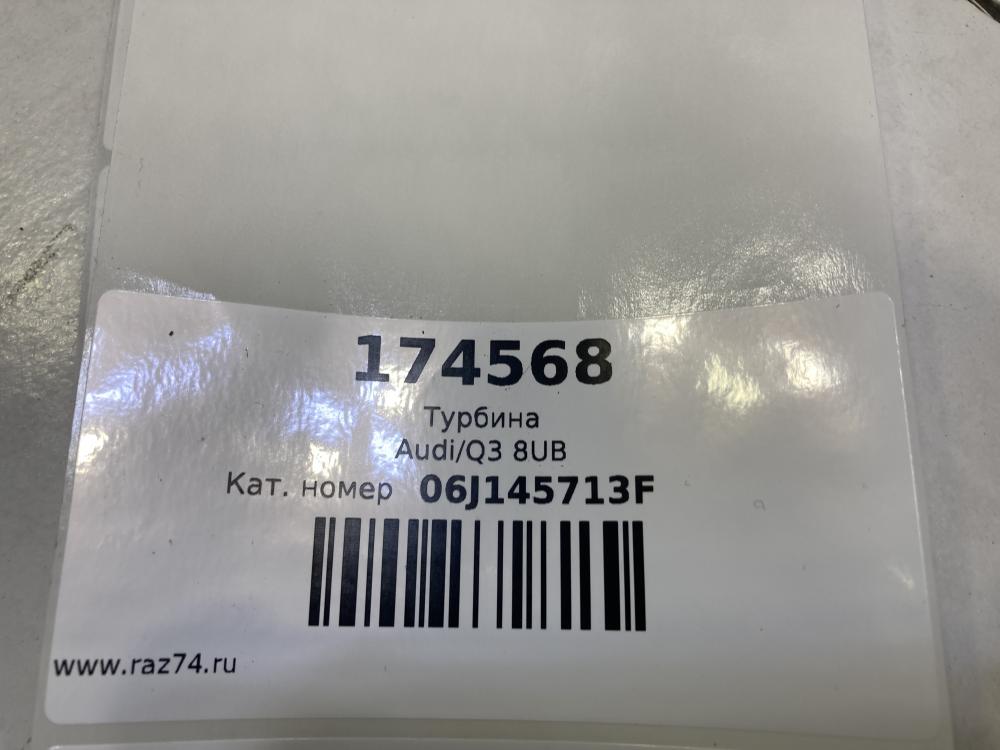 174568
Турбина
Audi/Q3 8UB
Кат. номер 06J145713F
www.raz74.ru